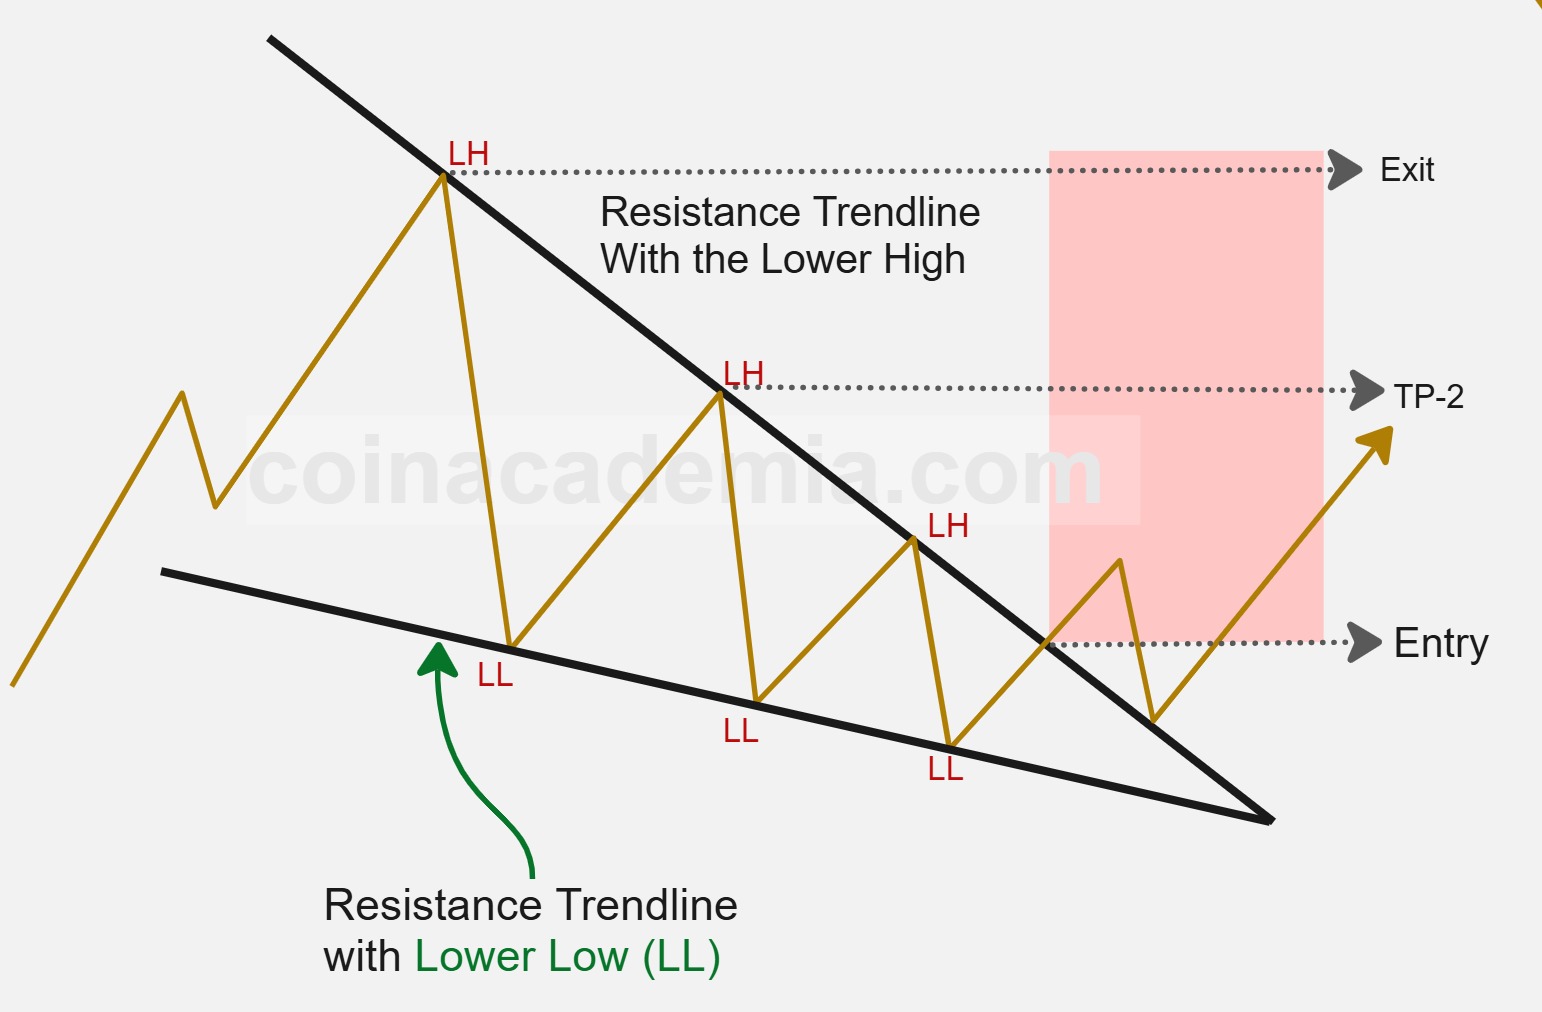 LH
Exit
Resistance Trendline
With the Lower High
LH
TP-2
coinacademia.com
LH
Entry
LL
LL
LL
Resistance Trendline
with Lower Low (LL)